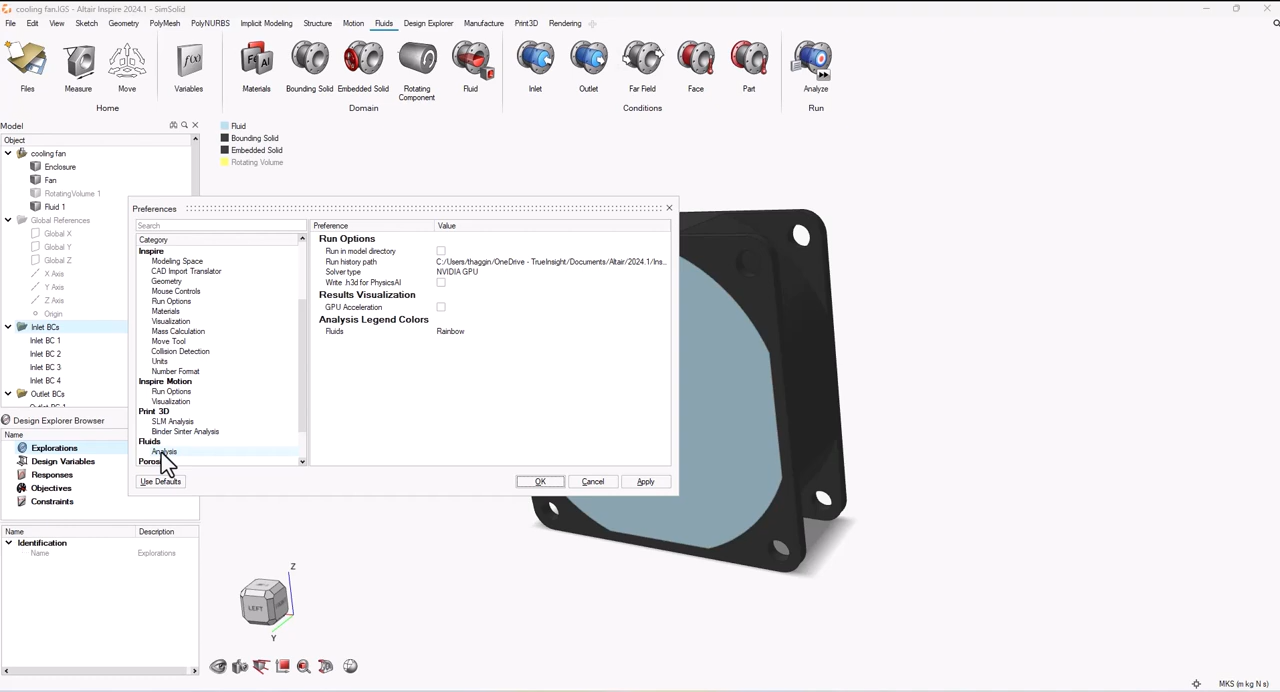 cooling fan.IGS - Altair Inspire 2024.1 - SimSolid
File Edit View Sketch Geometry PolyMesh PolyNURBS Implicit Modeling Structure Motion Fluids Design Explorer Manufacture Print3D Rendering
Files Measure Move Variables Materials Bounding Solid Embedded Solid Rotating Component Fluid Inlet Outlet Far Field Face Part Analyze
Home Domain Conditions Run
Model
Object
cooling fan
Enclosure
Fan
RotatingVolume 1
Fluid 1
Global References
Global X
Global Y
Global Z
X Axis
Y Axis
Z Axis
Origin
Inlet BCs
Inlet BC 1
Inlet BC 2
Inlet BC 3
Inlet BC 4
Outlet BCs
Outlet BC 1
Design Explorer Browser
Name
Explorations
Design Variables
Responses
Objectives
Constraints
Name Description
Identification
Name Explorations
Fluid
Bounding Solid
Embedded Solid
Rotating Volume
Preferences
Search
Category
Inspire
Modeling Space
CAD Import Translator
Geometry
Mouse Controls
Run Options
Materials
Visualization
Mass Calculation
Move Tool
Collision Detection
Units
Number Format
Inspire Motion
Run Options
Visualization
Print 3D
SLM Analysis
Binder Sinter Analysis
Fluids
Analysis
Preference Value
Run Options
Run in model directory
Run history path C:/Users/thaggin/OneDrive - TrueInsight/Documents/Altair/2024.1/Ins...
Solver type NVIDIA GPU
Write .h3d for PhysicsAI
Results Visualization
GPU Acceleration
Analysis Legend Colors
Fluids Rainbow
Use Defaults OK Cancel Apply
Z
LEFT
Y
MKS (m kg N s)